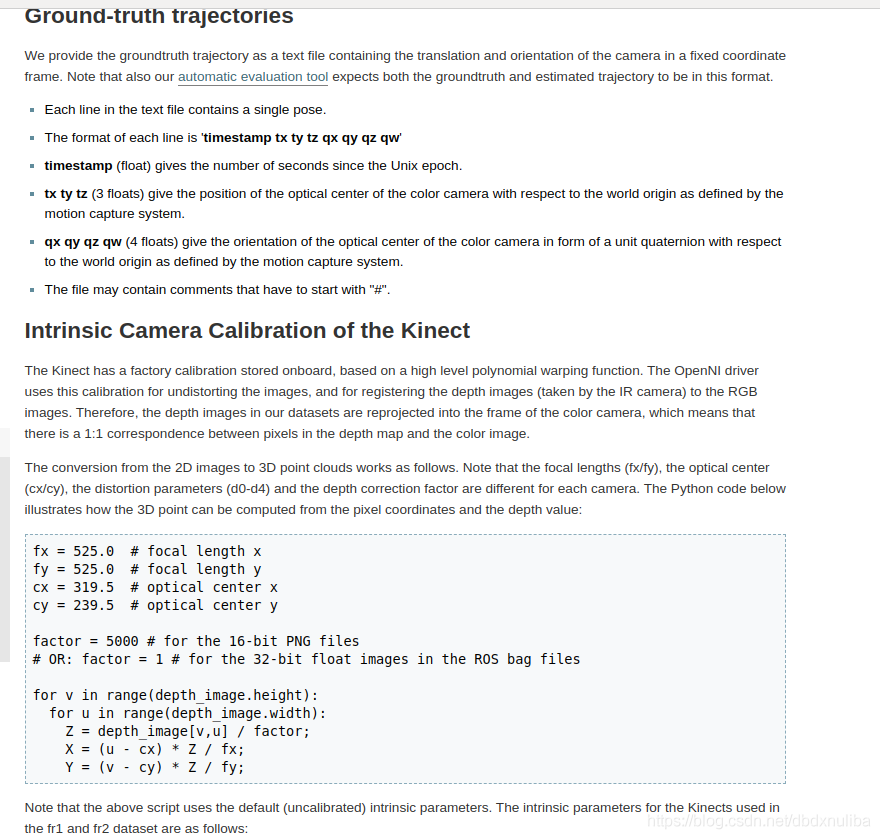 Ground-truth trajectories
We provide the groundtruth trajectory as a text file containing the translation and orientation of the camera in a fixed coordinate
frame. Note that also our automatic evaluation tool expects both the groundtruth and estimated trajectory to be in this format.
Each line in the text file contains a single pose.
The format of each line is 'timestamp tx ty tz qx qy qz qw'
timestamp (float) gives the number of seconds since the Unix epoch.
tx ty tz (3 floats) give the position of the optical center of the color camera with respect to the world origin as defined by the
motion capture system.
qx qy qz qw (4 floats) give the orientation of the optical center of the color camera in form of a unit quaternion with respect
to the world origin as defined by the motion capture system.
The file may contain comments that have to start with "#".
Intrinsic Camera Calibration of the Kinect
The Kinect has a factory calibration stored onboard, based on a high level polynomial warping function. The OpenNI driver
uses this calibration for undistorting the images, and for registering the depth images (taken by the IR camera) to the RGB
images. Therefore, the depth images in our datasets are reprojected into the frame of the color camera, which means that
there is a 1:1 correspondence between pixels in the depth map and the color image.
The conversion from the 2D images to 3D point clouds works as follows. Note that the focal lengths (fx/fy), the optical center
(cx/cy), the distortion parameters (d0-d4) and the depth correction factor are different for each camera. The Python code below
illustrates how the 3D point can be computed from the pixel coordinates and the depth value:
fx = 525.0  # focal length x
fy = 525.0  # focal length y
cx = 319.5  # optical center x
cy = 239.5  # optical center y
factor = 5000 # for the 16-bit PNG files
# OR: factor = 1 # for the 32-bit float images in the ROS bag files
for v in range(depth_image.height):
  for u in range(depth_image.width):
    Z = depth_image[v,u] / factor;
    X = (u - cx) * Z / fx;
    Y = (v - cy) * Z / fy;
Note that the above script uses the default (uncalibrated) intrinsic parameters. The intrinsic parameters for the Kinects used in
the fr1 and fr2 dataset are as follows:
https://blog.csdn.net/dbdxnuliba